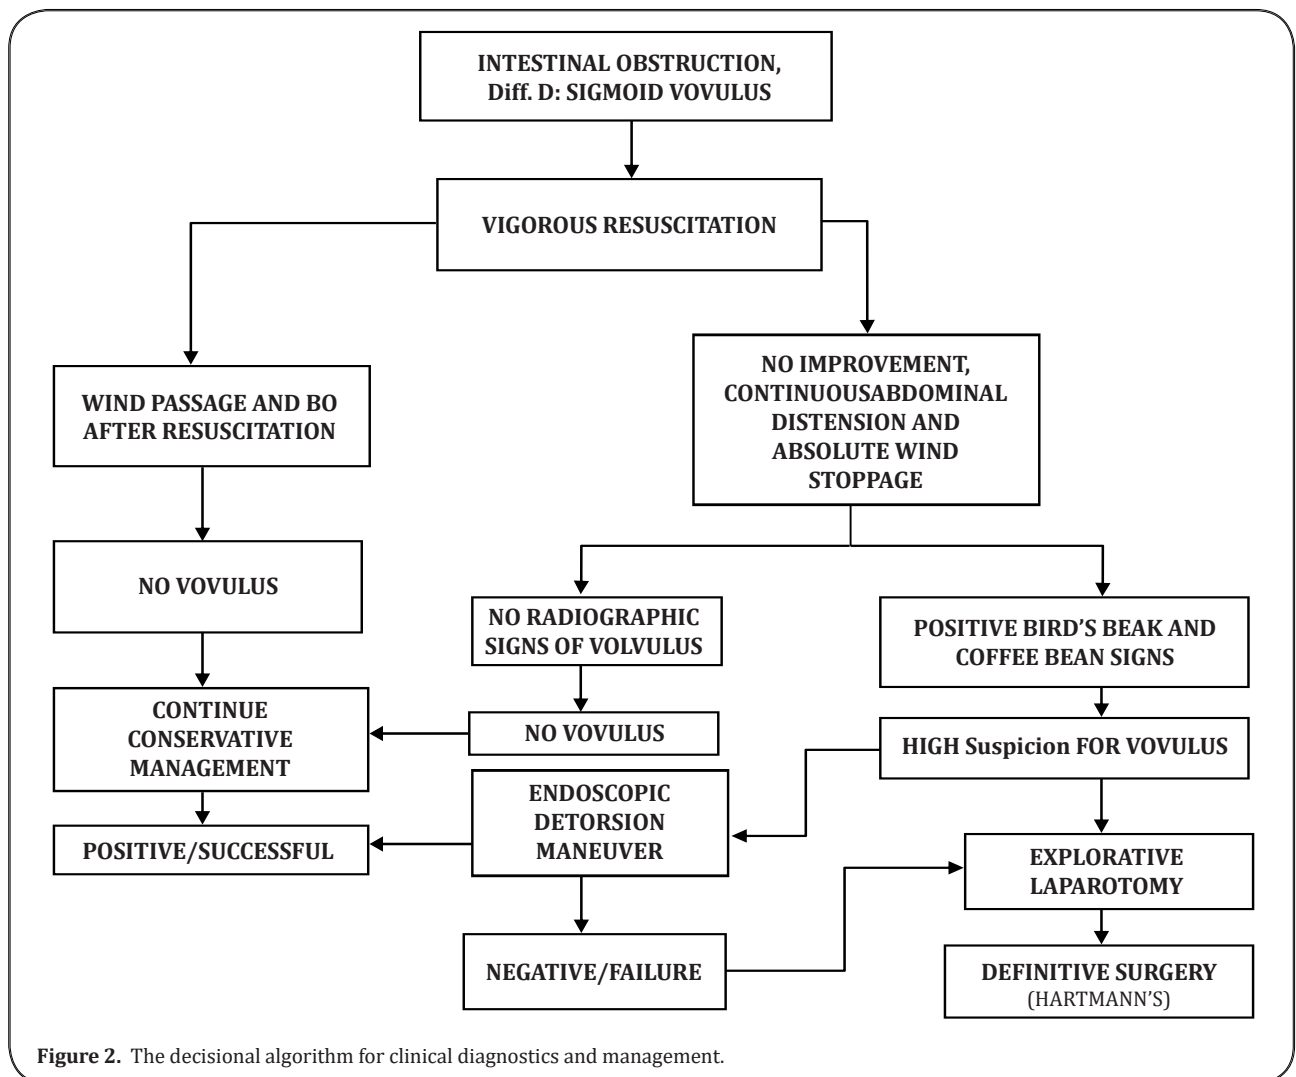 INTESTINAL OBSTRUCTION,
Diff. D: SIGMOID VOVULUS
VIGOROUS RESUSCITATION
WIND PASSAGE AND BO
AFTER RESUSCITATION
NO IMPROVEMENT,
CONTINUOUSABDOMINAL
DISTENSION AND
ABSOLUTE WIND
STOPPAGE
NO VOVULUS
NO RADIOGRAPHIC
SIGNS OF VOLVULUS
POSITIVE BIRD’S BEAK AND
COFFEE BEAN SIGNS
CONTINUE
CONSERVATIVE
MANAGEMENT
NO VOVULUS
HIGH Suspicion FOR VOVULUS
ENDOSCOPIC
DETORSION
MANEUVER
POSITIVE/SUCCESSFUL
EXPLORATIVE
LAPAROTOMY
NEGATIVE/FAILURE
DEFINITIVE SURGERY
(HARTMANN’S)
Figure 2. The decisional algorithm for clinical diagnostics and management.